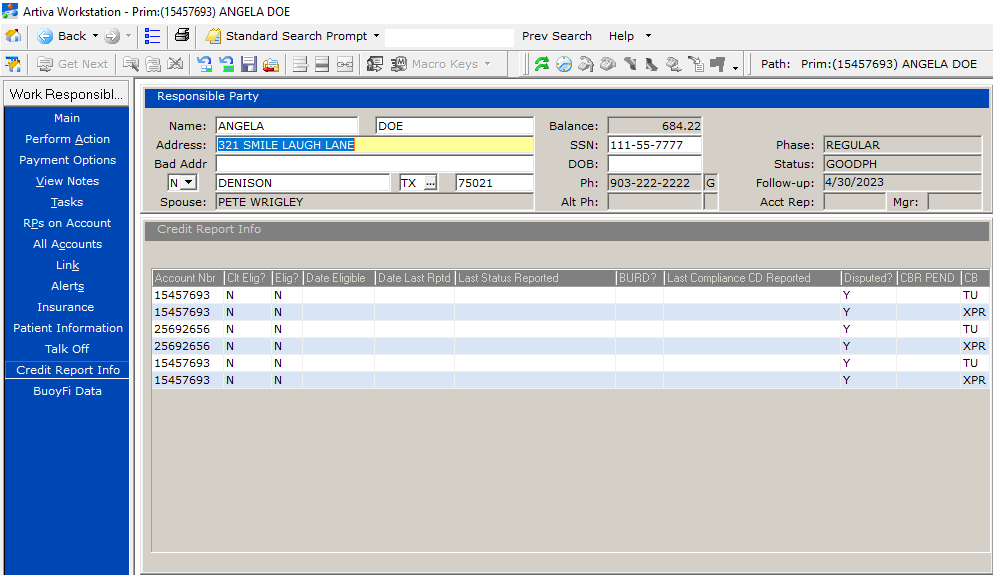 Artiva Workstation - Prim:(15457693) ANGELA DOE
Back Standard Search Prompt Prev Search Help
Get Next Macro Keys Path: Prim:(15457693) ANGELA DOE
Work Responsibl...
Main
Perform Action
Payment Options
View Notes
Tasks
RPs on Account
All Accounts
Link
Alerts
Insurance
Patient Information
Talk Off
Credit Report Info
BuoyFi Data
Responsible Party
Name: ANGELA DOE Balance: 684.22
Address: 321 SMILE LAUGH LANE SSN: 111-55-7777 Phase: REGULAR
Bad Addr DOB: Status: GOODPH
N DENISON TX ... 75021 Ph: 903-222-2222 G Follow-up: 4/30/2023
Spouse: PETE WRIGLEY Alt Ph: Acct Rep: Mgr:
Credit Report Info
Account Nbr Clt Elig? Elig? Date Eligible Date Last Rptd Last Status Reported BURD? Last Compliance CD Reported Disputed? CBR PEND CB
15457693 N N Y TU
15457693 N N Y XPR
25692656 N N Y TU
25692656 N N Y XPR
15457693 N N Y TU
15457693 N N Y XPR